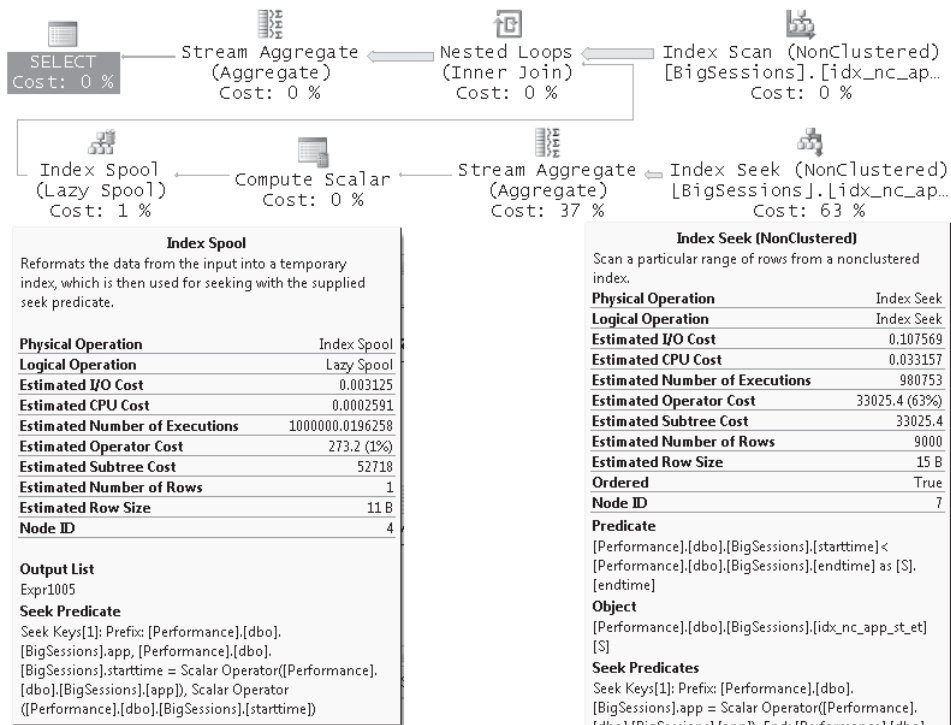 SELECT
Cost: 0 %
Stream Aggregate
(Aggregate)
Cost: 0 %
Nested Loops
(Inner Join)
Cost: 0 %
Index Scan (NonClustered)
[BigSessions].[idx_nc_ap…
Cost: 0 %
Index Spool
(Lazy Spool)
Cost: 1 %
Compute Scalar
Cost: 0 %
Stream Aggregate
(Aggregate)
Cost: 37 %
Index Seek (NonClustered)
[BigSessions].[idx_nc_ap…
Cost: 63 %
Index Spool
Reformats the data from the input into a temporary
index, which is then used for seeking with the supplied
seek predicate.
Physical Operation Index Spool
Logical Operation Lazy Spool
Estimated I/O Cost 0.003125
Estimated CPU Cost 0.0002591
Estimated Number of Executions 1000000.0196258
Estimated Operator Cost 273.2 (1%)
Estimated Subtree Cost 52718
Estimated Number of Rows 1
Estimated Row Size 11 B
Node ID 4
Output List
Expr1005
Seek Predicate
Seek Keys[1]: Prefix: [Performance].[dbo].
[BigSessions].app, [Performance].[dbo].
[BigSessions].starttime = Scalar Operator([Performance].
[dbo].[BigSessions].[app]), Scalar Operator
([Performance].[dbo].[BigSessions].[starttime])
Index Seek (NonClustered)
Scan a particular range of rows from a nonclustered
index.
Physical Operation Index Seek
Logical Operation Index Seek
Estimated I/O Cost 0.107569
Estimated CPU Cost 0.033157
Estimated Number of Executions 980753
Estimated Operator Cost 33025.4 (63%)
Estimated Subtree Cost 33025.4
Estimated Number of Rows 9000
Estimated Row Size 15 B
Ordered True
Node ID 7
Predicate
[Performance].[dbo].[BigSessions].[starttime]<
[Performance].[dbo].[BigSessions].[endtime] as [S].
[endtime]
Object
[Performance].[dbo].[BigSessions].[idx_nc_app_st_et]
[S]
Seek Predicates
Seek Keys[1]: Prefix: [Performance].[dbo].
[BigSessions].app = Scalar Operator([Performance].
[dbo].[BigSessions].[app]), End: [Performance].[dbo]